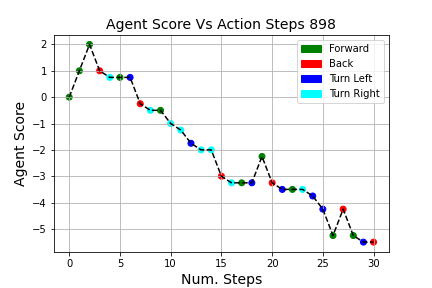 Agent Score Vs Action Steps 898
Agent Score
2
1
0
−1
−2
−3
−4
−5
Forward
Back
Turn Left
Turn Right
0 5 10 15 20 25 30
Num. Steps